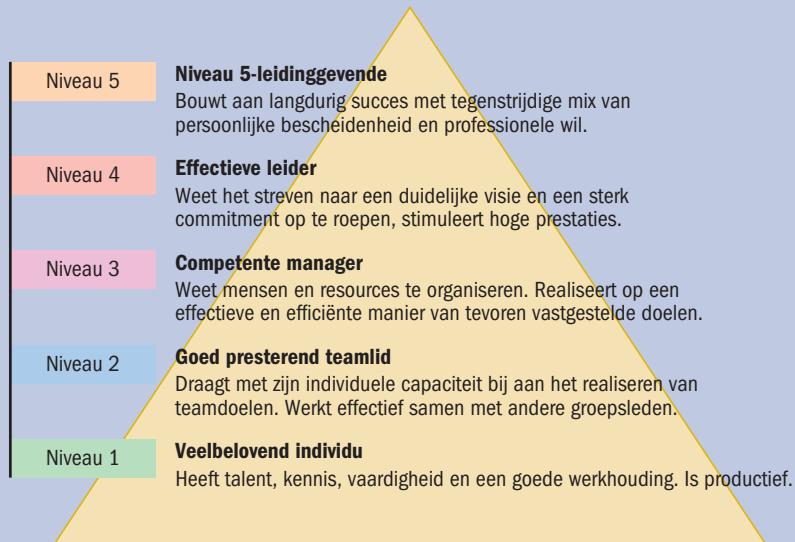 Niveau 5
Niveau 5-leidinggevende
Bouwt aan langdurig succes met tegenstrijdige mix van
persoonlijke bescheidenheid en professionele wil.
Niveau 4
Effectieve leider
Weet het streven naar een duidelijke visie en een sterk
commitment op te roepen, stimuleert hoge prestaties.
Niveau 3
Competente manager
Weet mensen en resources te organiseren. Realiseert op een
effectieve en efficiënte manier van tevoren vastgestelde doelen.
Niveau 2
Goed presterend teamlid
Draagt met zijn individuele capaciteit bij aan het realiseren van
teamdoelen. Werkt effectief samen met andere groepsleden.
Niveau 1
Veelbelovend individu
Heeft talent, kennis, vaardigheid en een goede werkhouding. Is productief.